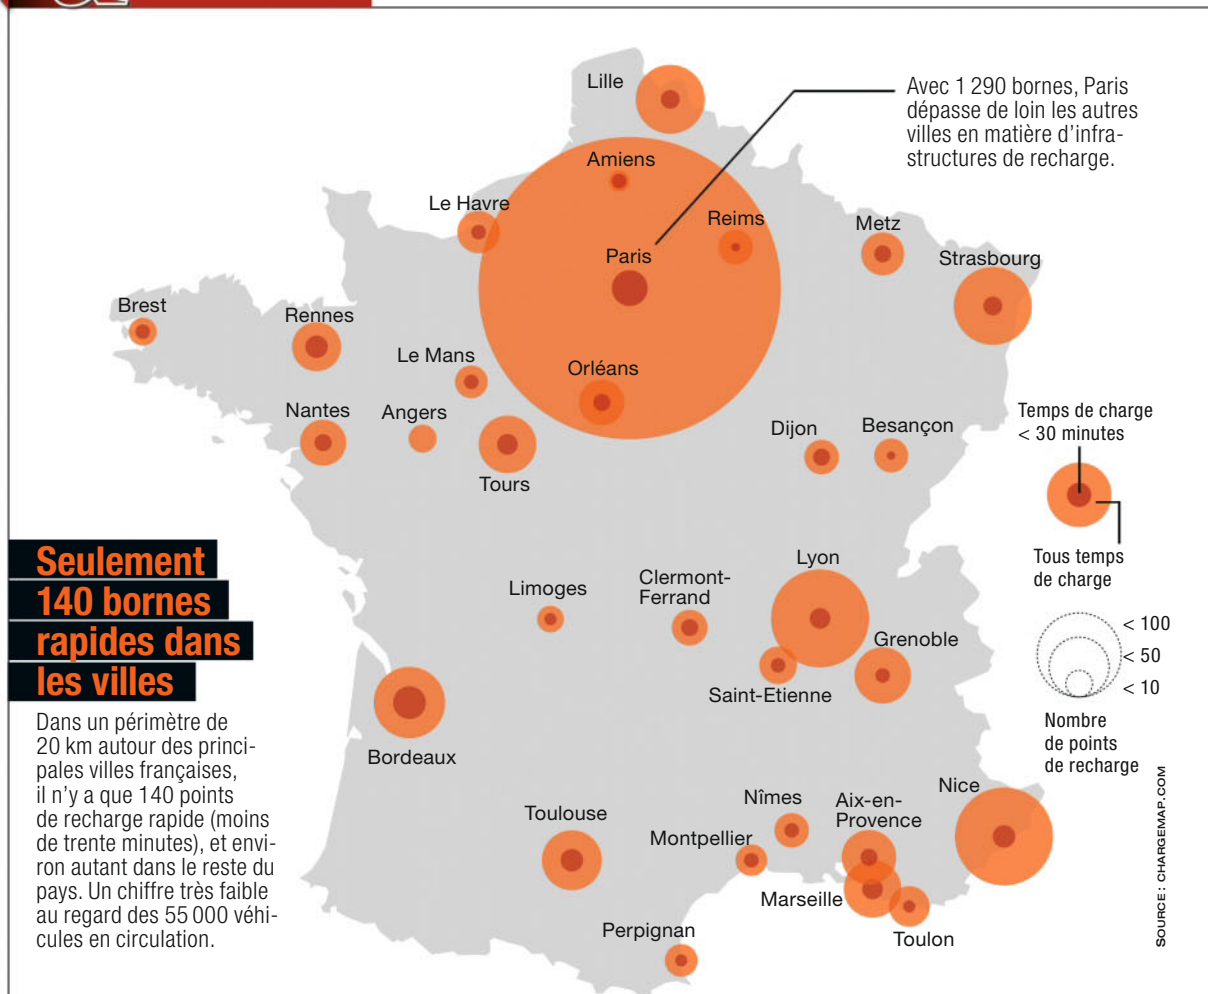 Lille
Avec 1 290 bornes, Paris
dépasse de loin les autres
villes en matière d'infra-
structures de recharge.
Amiens
Le Havre
Reims
Metz
Paris
Strasbourg
Brest
Rennes
Le Mans
Orléans
Nantes
Angers
Tours
Dijon
Besançon
Temps de charge
< 30 minutes
Tous temps
de charge
Seulement
140 bornes
rapides dans
les villes
Dans un périmètre de
20 km autour des princi-
pales villes françaises,
il n'y a que 140 points
de recharge rapide (moins
de trente minutes), et envi-
ron autant dans le reste du
pays. Un chiffre très faible
au regard des 55 000 véhi-
cules en circulation.
Limoges
Clermont-
Ferrand
Lyon
Grenoble
Saint-Etienne
< 100
< 50
< 10
Nombre
de points
de recharge
Bordeaux
Toulouse
Nîmes
Montpellier
Aix-en-
Provence
Nice
Marseille
Toulon
Perpignan
SOURCE : CHARGEMAP.COM